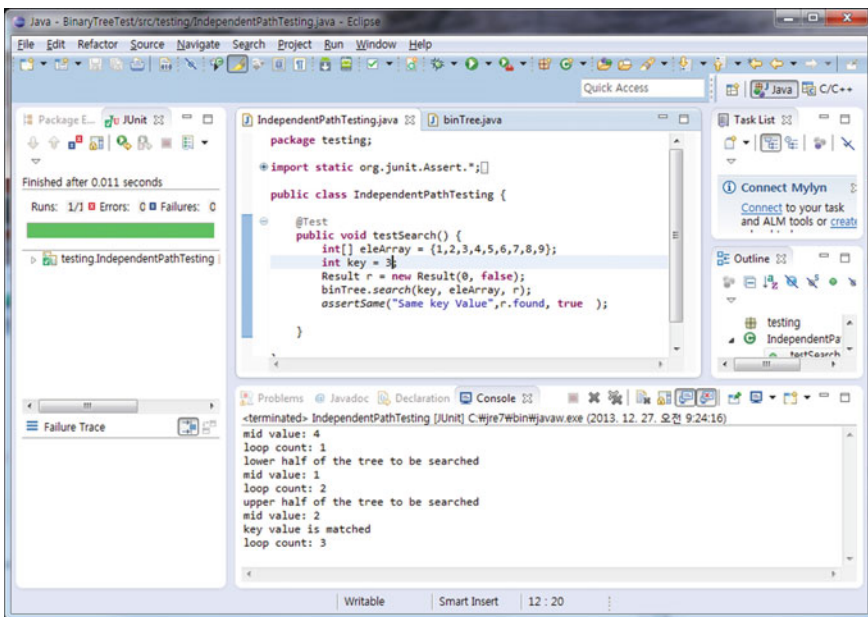 Java - BinaryTreeTest/src/testing/IndependentPathTesting.java - Eclipse
File Edit Refactor Source Navigate Search Project Run Window Help
Quick Access
Java C/C++
Package E... JUnit
Finished after 0.011 seconds
Runs: 1/1 Errors: 0 Failures: 0
testing.IndependentPathTesting
Failure Trace
IndependentPathTesting.java binTree.java
package testing;
import static org.junit.Assert.*;
public class IndependentPathTesting {
@Test
public void testSearch() {
int[] eleArray = {1,2,3,4,5,6,7,8,9};
int key = 3;
Result r = new Result(0, false);
binTree.search(key, eleArray, r);
assertSame("Same key Value",r.found, true  );
}
Task List
Connect Mylyn
Connect to your task
and ALM tools or create
Outline
testing
IndependentPa
testSearch
Problems Javadoc Declaration Console
<terminated> IndependentPathTesting [JUnit] C:₩jre7₩bin₩javaw.exe (2013. 12. 27. 오전 9:24:16)
mid value: 4
loop count: 1
lower half of the tree to be searched
mid value: 1
loop count: 2
upper half of the tree to be searched
mid value: 2
key value is matched
loop count: 3
Writable Smart Insert 12 : 20